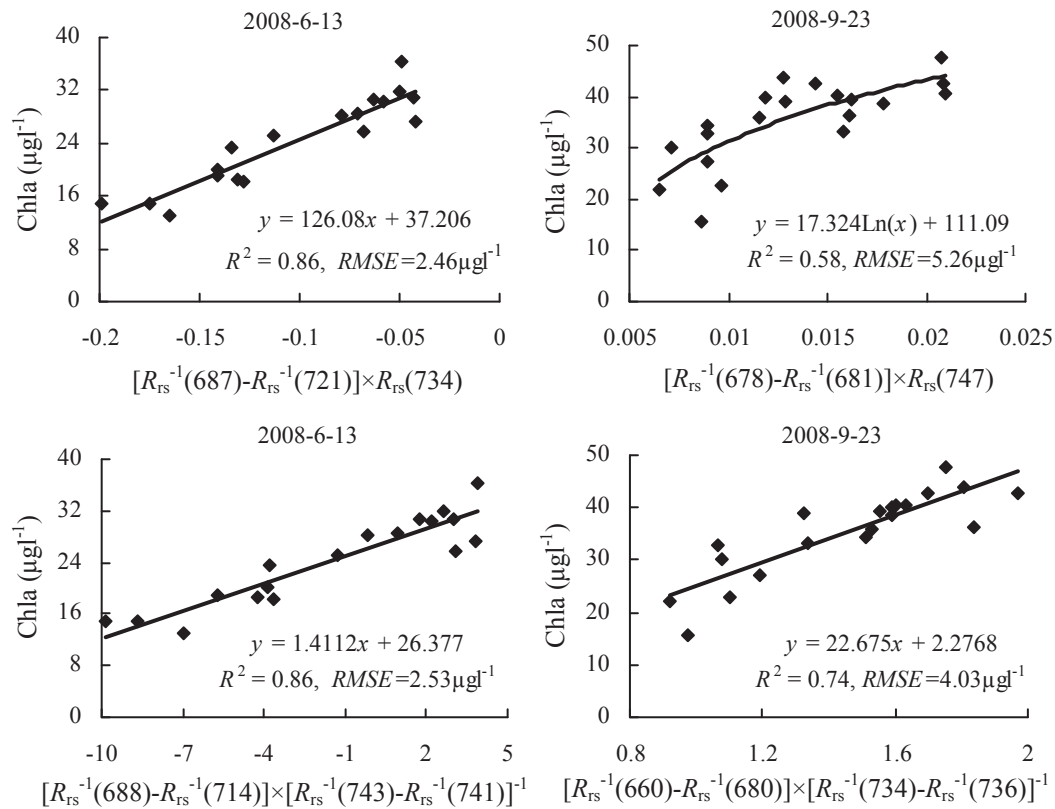 2008-6-13
40
32
24
16
8
0
Chla (µgl⁻¹)
y = 126.08x + 37.206
R² = 0.86, RMSE=2.46µgl⁻¹
-0.2 -0.15 -0.1 -0.05 0
[Rrs⁻¹(687)-Rrs⁻¹(721)]×Rrs(734)
2008-9-23
50
40
30
20
10
0
Chla (µgl⁻¹)
y = 17.324Ln(x) + 111.09
R² = 0.58, RMSE=5.26µgl⁻¹
0.005 0.01 0.015 0.02 0.025
[Rrs⁻¹(678)-Rrs⁻¹(681)]×Rrs(747)
2008-6-13
40
32
24
16
8
0
Chla (µgl⁻¹)
y = 1.4112x + 26.377
R² = 0.86, RMSE=2.53µgl⁻¹
-10 -7 -4 -1 2 5
[Rrs⁻¹(688)-Rrs⁻¹(714)]×[Rrs⁻¹(743)-Rrs⁻¹(741)]⁻¹
2008-9-23
50
40
30
20
10
0
Chla (µgl⁻¹)
y = 22.675x + 2.2768
R² = 0.74, RMSE=4.03µgl⁻¹
0.8 1.2 1.6 2
[Rrs⁻¹(660)-Rrs⁻¹(680)]×[Rrs⁻¹(734)-Rrs⁻¹(736)]⁻¹